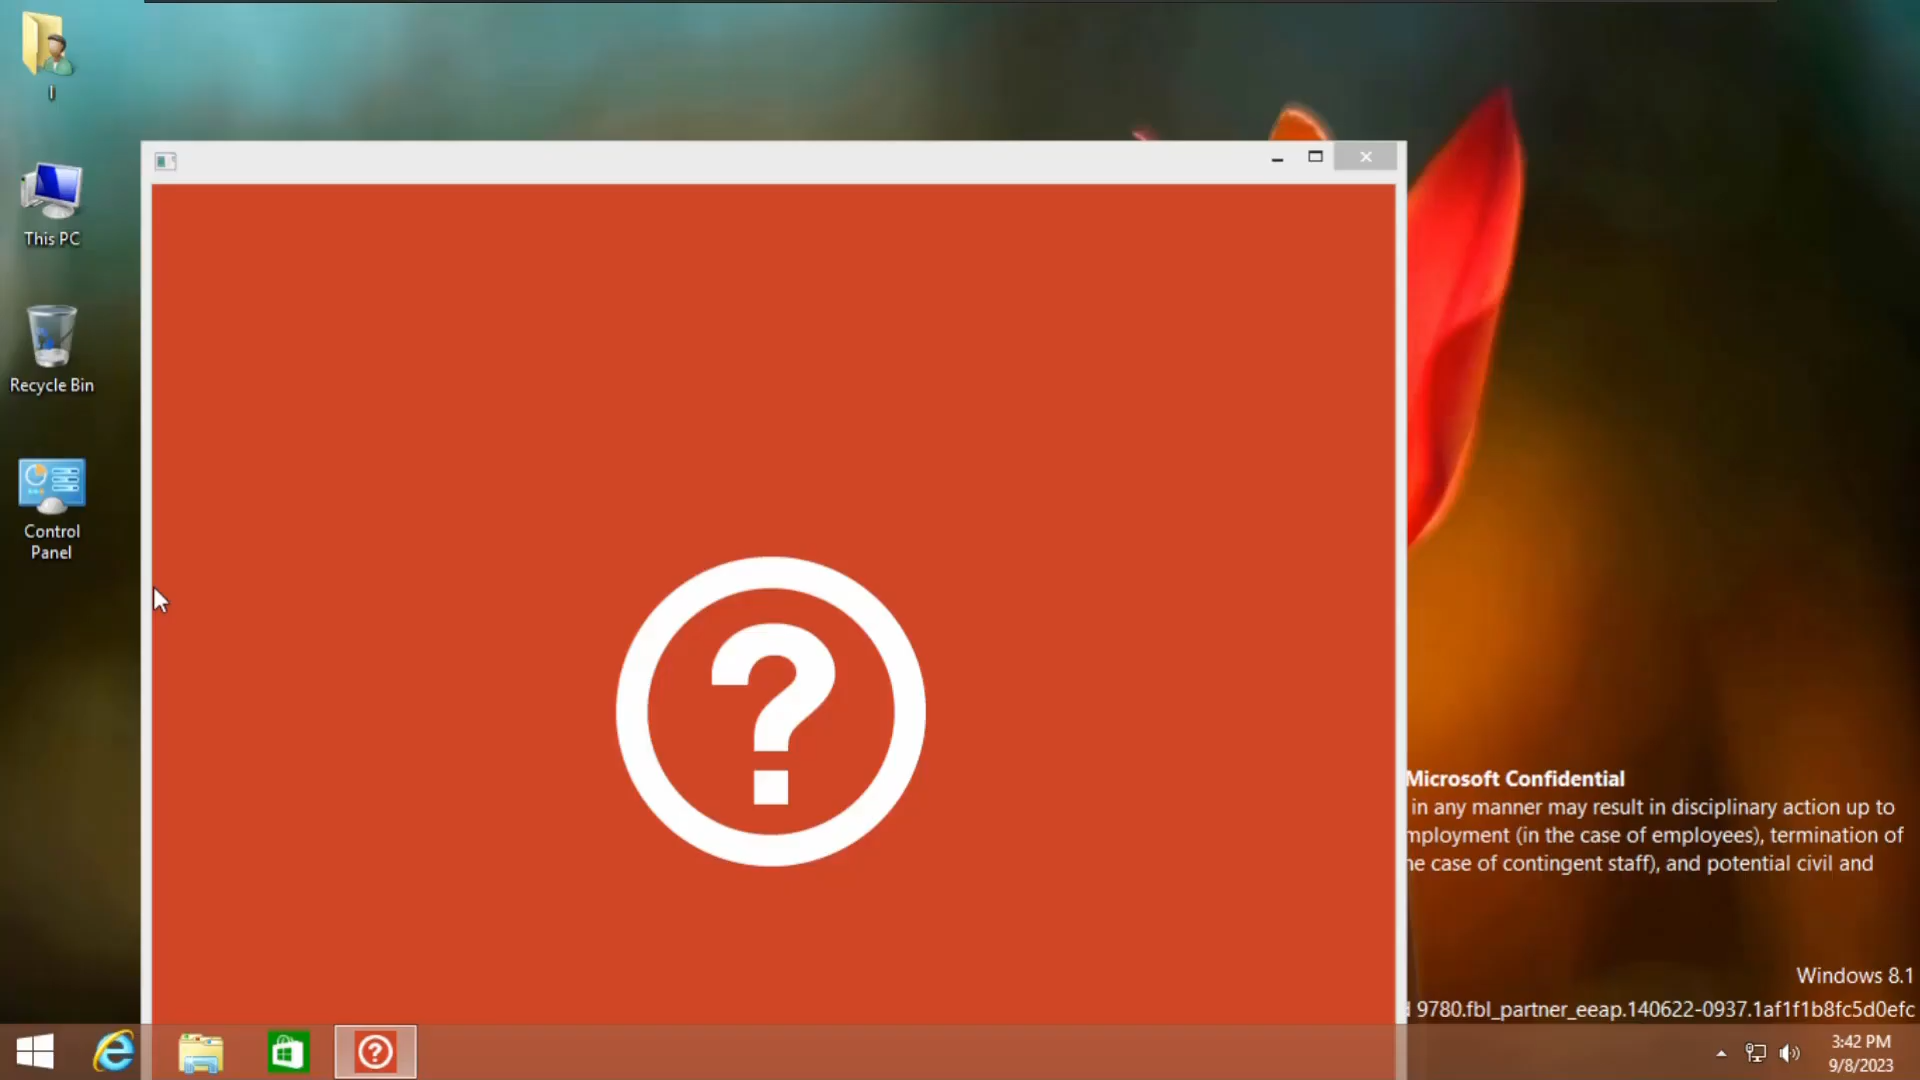 I
This PC
Recycle Bin
Control
Panel
?
Microsoft Confidential
in any manner may result in disciplinary action up to
mployment (in the case of employees), termination of
he case of contingent staff), and potential civil and
Windows 8.1
9780.fbl_partner_eeap.140622-0937.1af1f1b8fc5d0efc
3:42 PM
9/8/2023